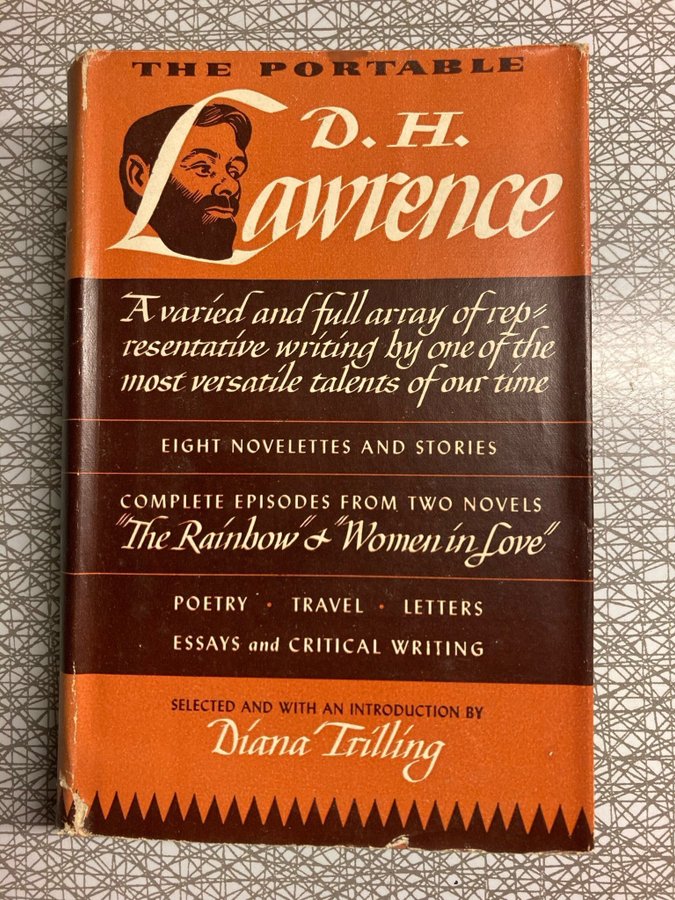 THE PORTABLE
D. H.
Lawrence
A varied and full array of rep-
resentative writing by one of the
most versatile talents of our time
EIGHT NOVELETTES AND STORIES
COMPLETE EPISODES FROM TWO NOVELS
"The Rainbow" & "Women in Love"
POETRY · TRAVEL · LETTERS
ESSAYS and CRITICAL WRITING
SELECTED AND WITH AN INTRODUCTION BY
Diana Trilling